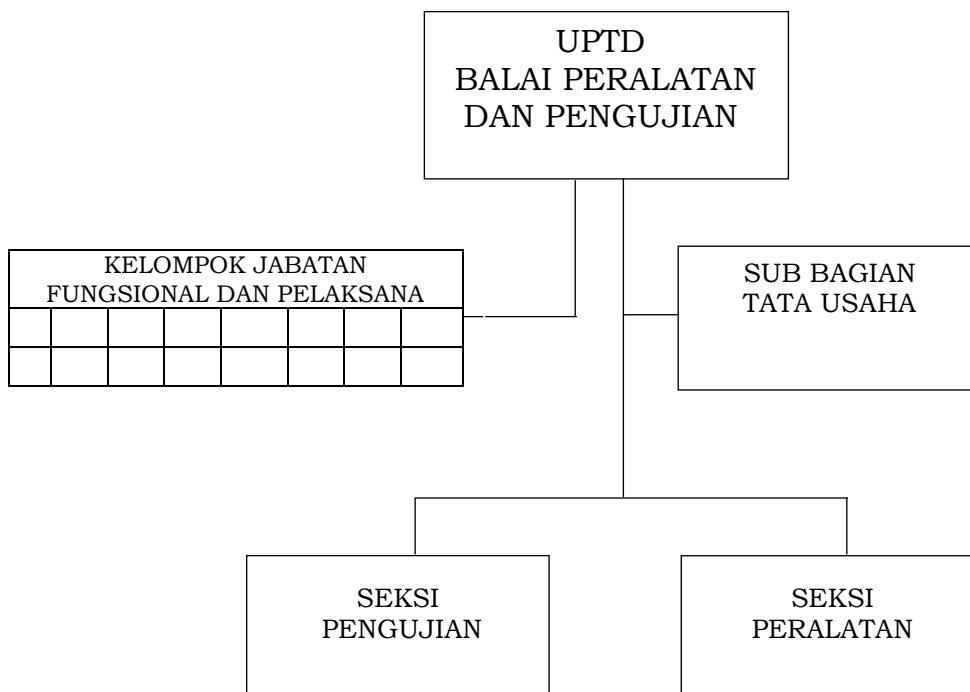 UPTD
BALAI PERALATAN
DAN PENGUJIAN
KELOMPOK JABATAN
FUNGSIONAL DAN PELAKSANA
SUB BAGIAN
TATA USAHA
SEKSI
PENGUJIAN
SEKSI
PERALATAN